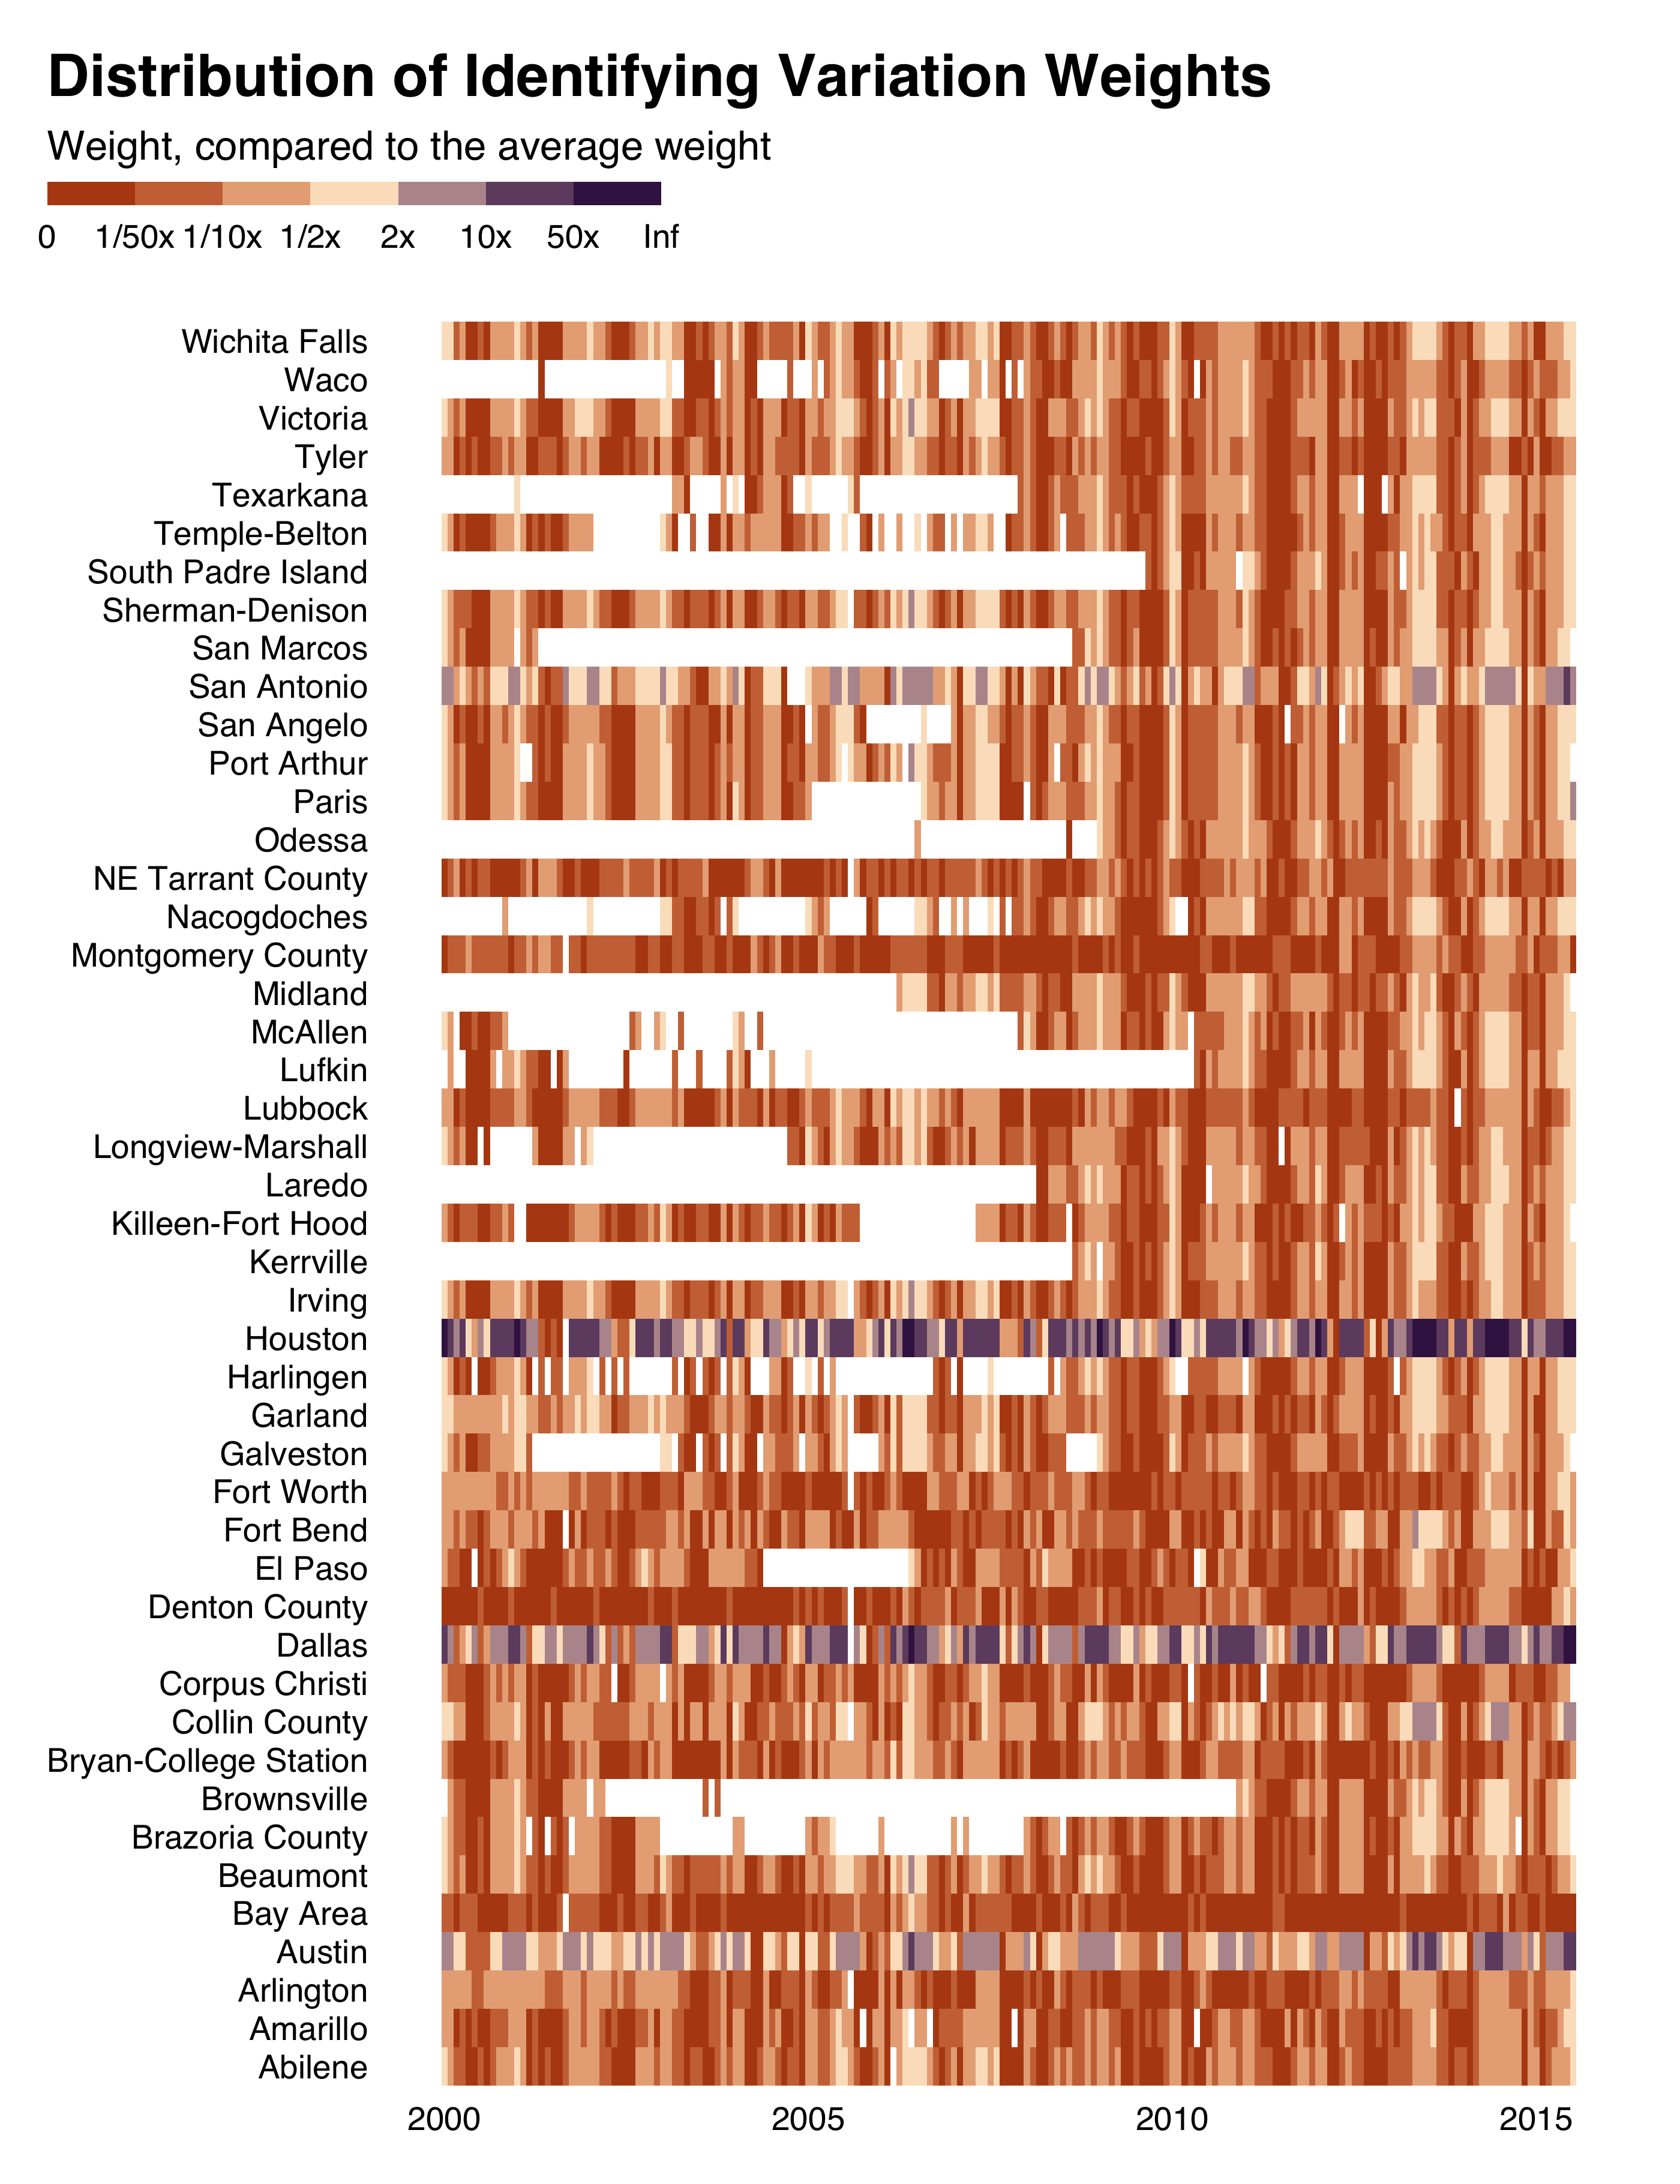 Distribution of Identifying Variation Weights
Weight, compared to the average weight
0 1/50x 1/10x 1/2x 2x 10x 50x Inf
Wichita Falls
Waco
Victoria
Tyler
Texarkana
Temple-Belton
South Padre Island
Sherman-Denison
San Marcos
San Antonio
San Angelo
Port Arthur
Paris
Odessa
NE Tarrant County
Nacogdoches
Montgomery County
Midland
McAllen
Lufkin
Lubbock
Longview-Marshall
Laredo
Killeen-Fort Hood
Kerrville
Irving
Houston
Harlingen
Garland
Galveston
Fort Worth
Fort Bend
El Paso
Denton County
Dallas
Corpus Christi
Collin County
Bryan-College Station
Brownsville
Brazoria County
Beaumont
Bay Area
Austin
Arlington
Amarillo
Abilene
2000 2005 2010 2015